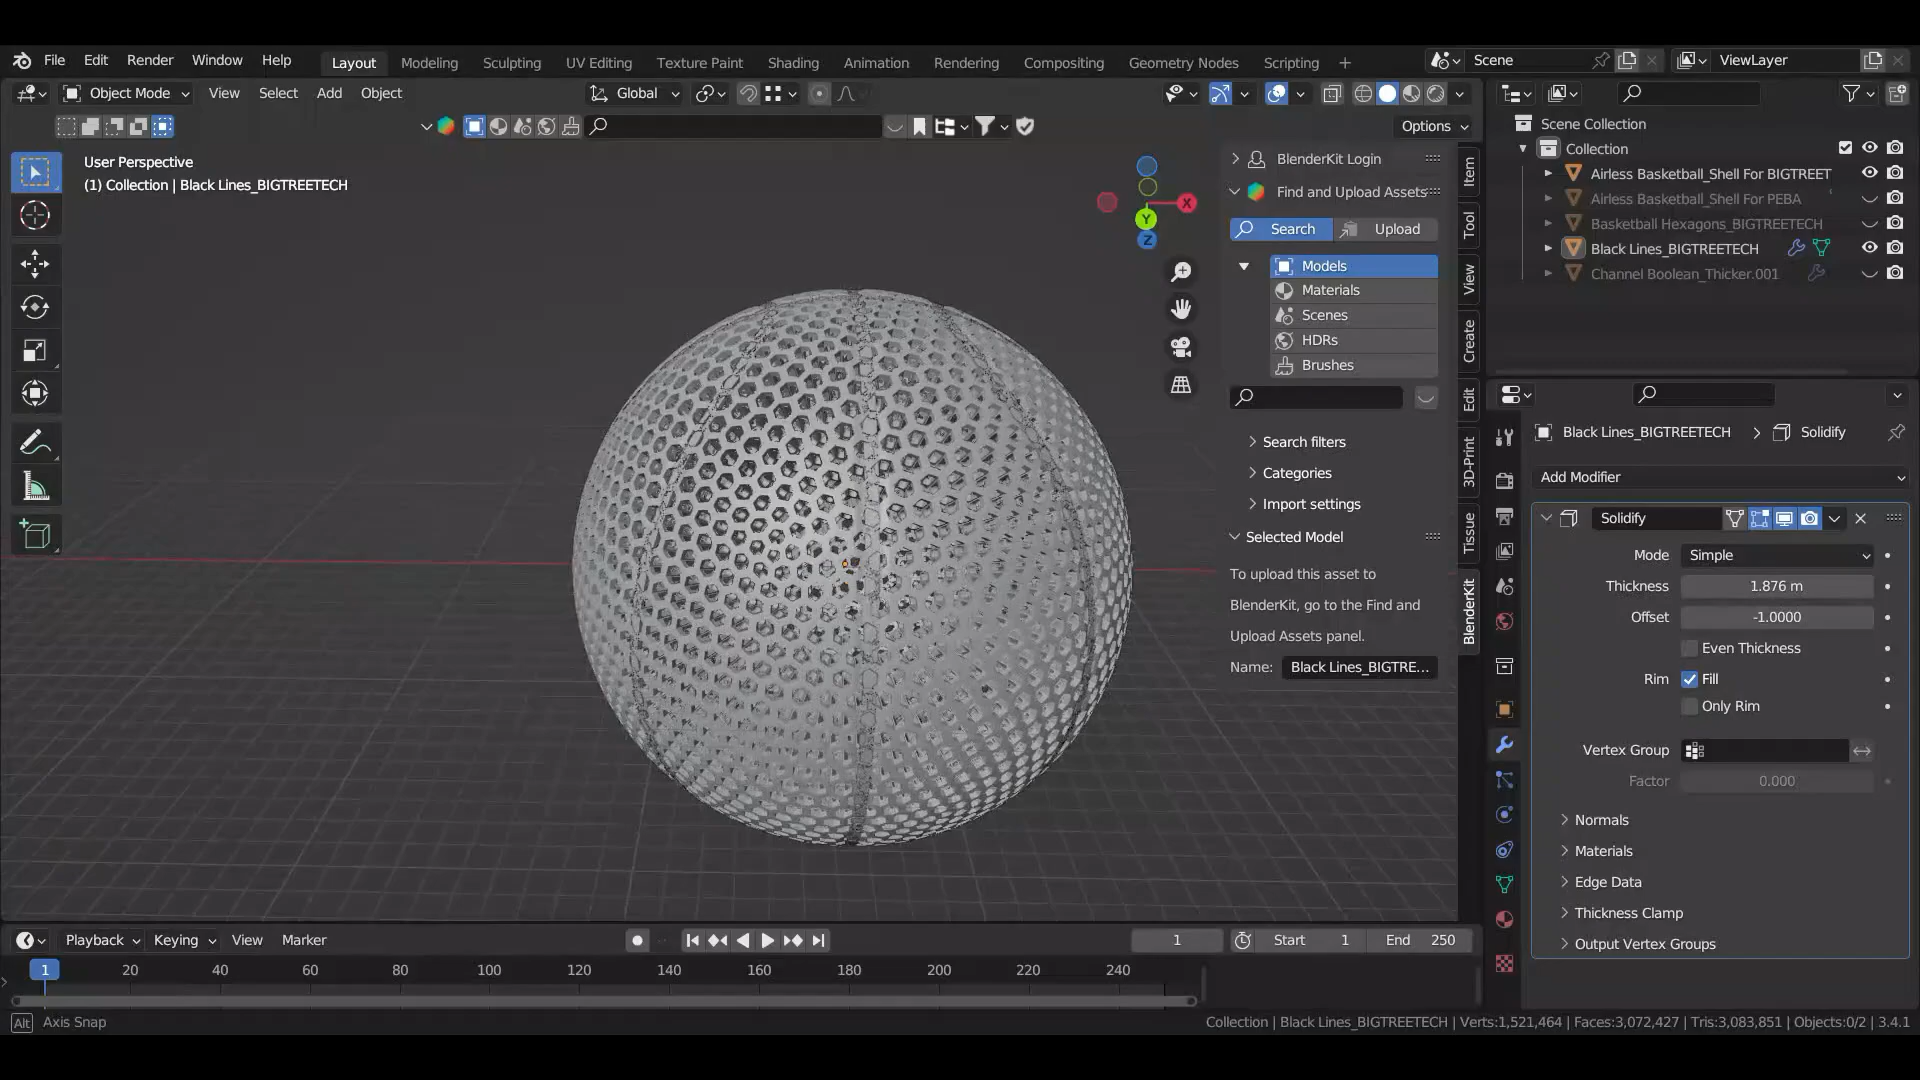 File Edit Render Window Help Layout Modeling Sculpting UV Editing Texture Paint Shading Animation Rendering Compositing Geometry Nodes Scripting + Scene ViewLayer
Object Mode View Select Add Object Global
Options
User Perspective
(1) Collection | Black Lines_BIGTREETECH
X
Y
Z
BlenderKit Login
Find and Upload Assets
Search Upload
Models
Materials
Scenes
HDRs
Brushes
Search filters
Categories
Import settings
Selected Model
To upload this asset to
BlenderKit, go to the Find and
Upload Assets panel.
Name: Black Lines_BIGTRE...
Item
Tool
View
Create
Edit
3D-Print
Tissue
BlenderKit
Scene Collection
Collection
Airless Basketball_Shell For BIGTREET
Airless Basketball_Shell For PEBA
Basketball Hexagons_BIGTREETECH
Black Lines_BIGTREETECH
Channel Boolean_Thicker.001
Black Lines_BIGTREETECH > Solidify
Add Modifier
Solidify
Mode Simple
Thickness 1.876 m
Offset -1.0000
Even Thickness
Rim Fill
Only Rim
Vertex Group
Factor 0.000
Normals
Materials
Edge Data
Thickness Clamp
Output Vertex Groups
Playback Keying View Marker 1 Start 1 End 250
1 20 40 60 80 100 120 140 160 180 200 220 240
Alt Axis Snap
Collection | Black Lines_BIGTREETECH | Verts:1,521,464 | Faces:3,072,427 | Tris:3,083,851 | Objects:0/2 | 3.4.1